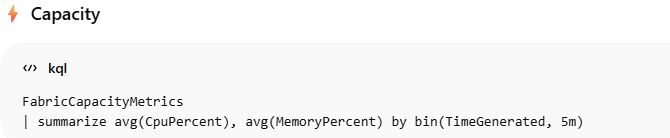 Capacity
kql
FabricCapacityMetrics
| summarize avg(CpuPercent), avg(MemoryPercent) by bin(TimeGenerated, 5m)